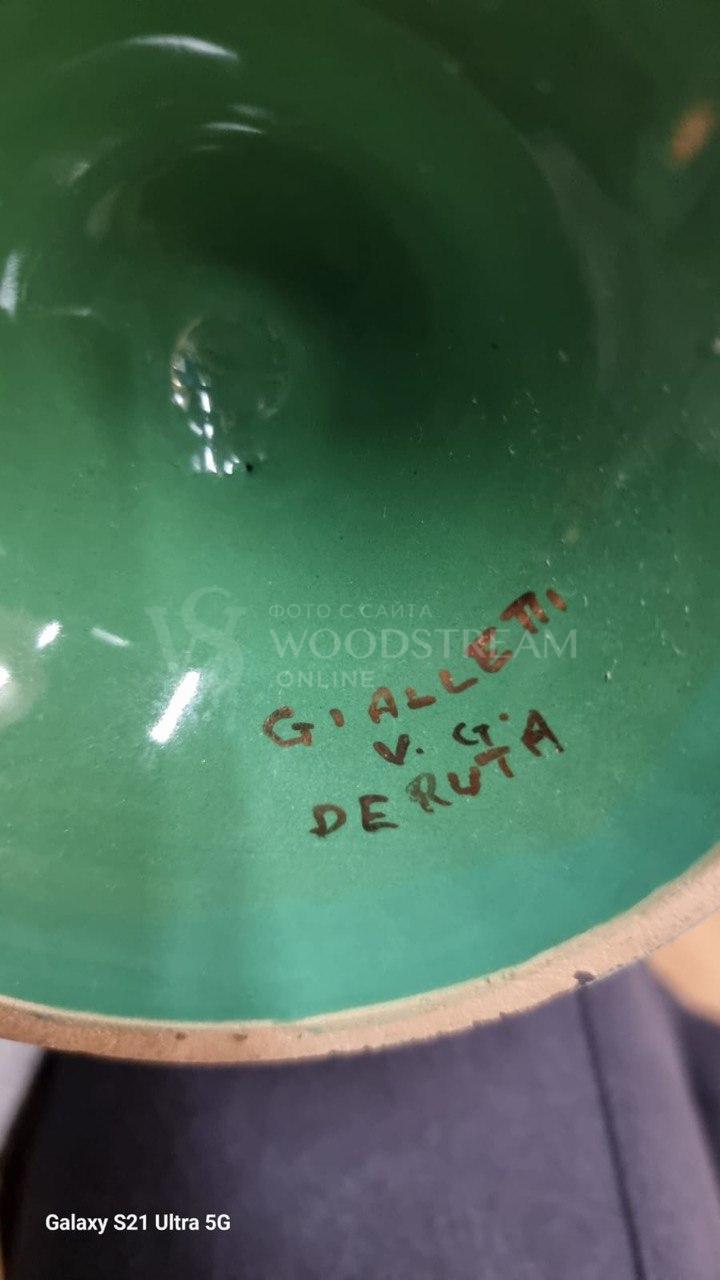 ФОТО С САЙТА
WOODSTREAM
ONLINE
GIALLETTI
V. G.
DERUTA
Galaxy S21 Ultra 5G